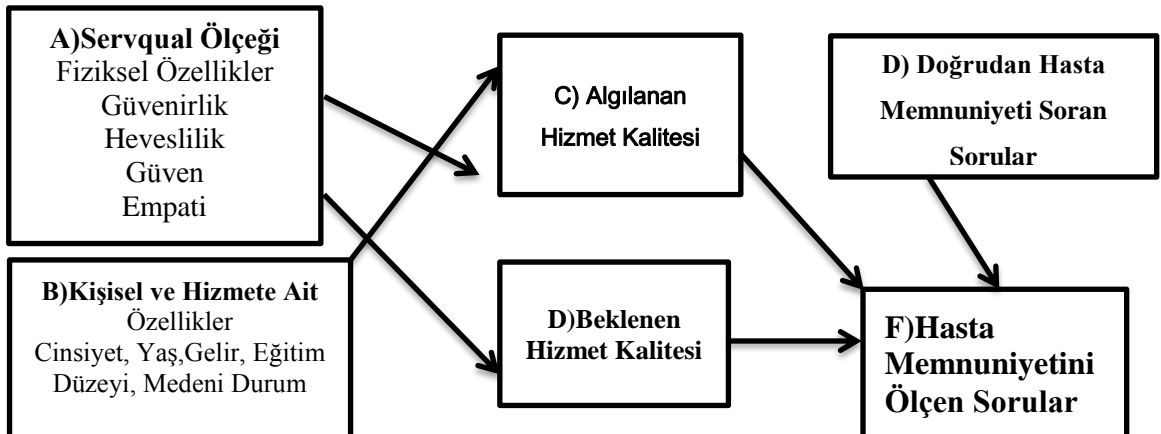 A)Servqual Ölçeği
Fiziksel Özellikler
Güvenirlik
Heveslilik
Güven
Empati
B)Kişisel ve Hizmete Ait
Özellikler
Cinsiyet, Yaş,Gelir, Eğitim
Düzeyi, Medeni Durum
C) Algılanan
Hizmet Kalitesi
D)Beklenen
Hizmet Kalitesi
D) Doğrudan Hasta
Memnuniyeti Soran
Sorular
F)Hasta
Memnuniyetini
Ölçen Sorular